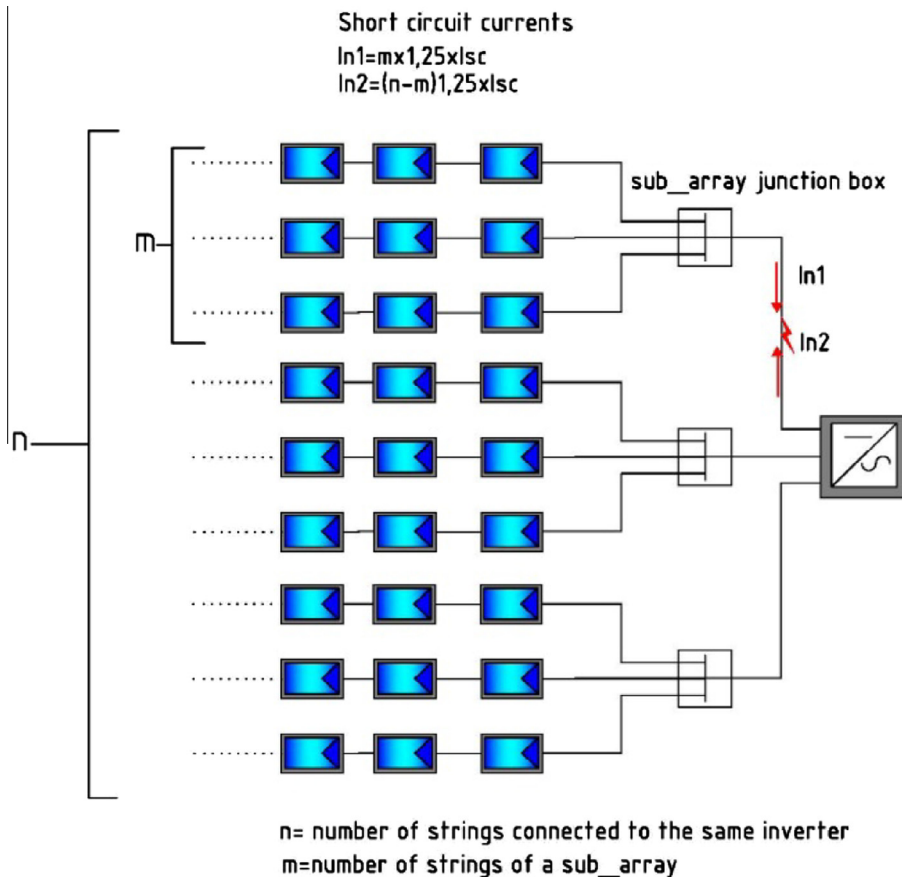 Short circuit currents
In1=mx1,25xIsc
In2=(n-m)1,25xIsc
sub_array junction box
m
In1
In2
n
n= number of strings connected to the same inverter
m=number of strings of a sub_array